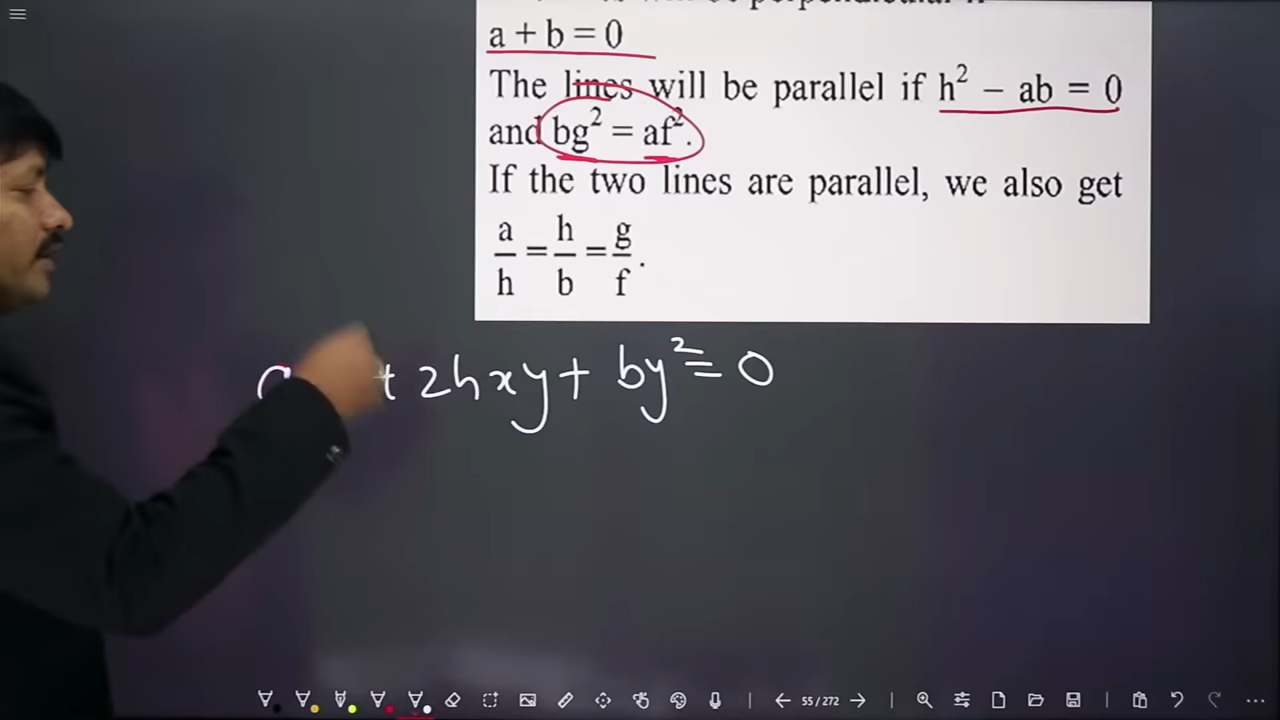 a + b = 0
The lines will be parallel if h² – ab = 0
and bg² = af².
If the two lines are parallel, we also get
a/h = h/b = g/f.
+ 2hxy + by² = 0
55 / 272